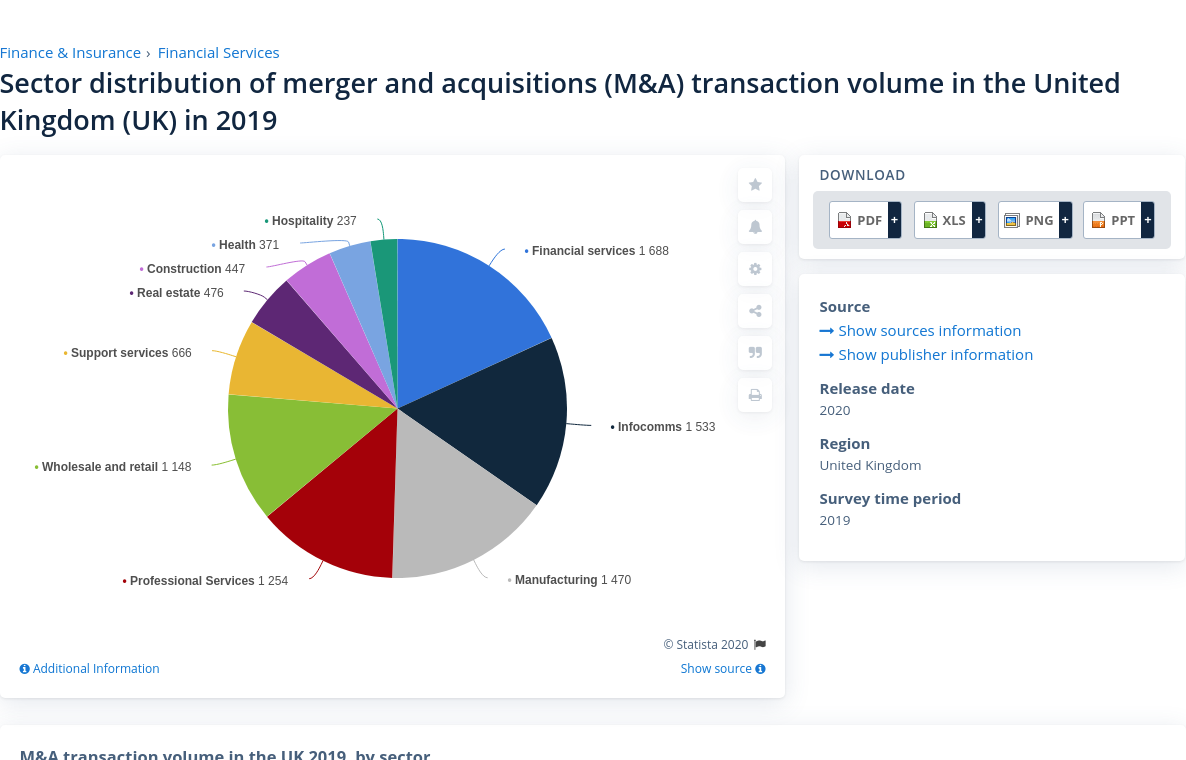 Finance & Insurance › Financial Services
Sector distribution of merger and acquisitions (M&A) transaction volume in the United
Kingdom (UK) in 2019
• Hospitality 237
• Health 371
• Construction 447
• Real estate 476
• Support services 666
• Wholesale and retail 1 148
• Professional Services 1 254
• Financial services 1 688
• Infocomms 1 533
• Manufacturing 1 470
© Statista 2020
Additional Information
Show source
DOWNLOAD
PDF +
XLS +
PNG +
PPT +
Source
Show sources information
Show publisher information
Release date
2020
Region
United Kingdom
Survey time period
2019
M&A transaction volume in the UK 2019, by sector